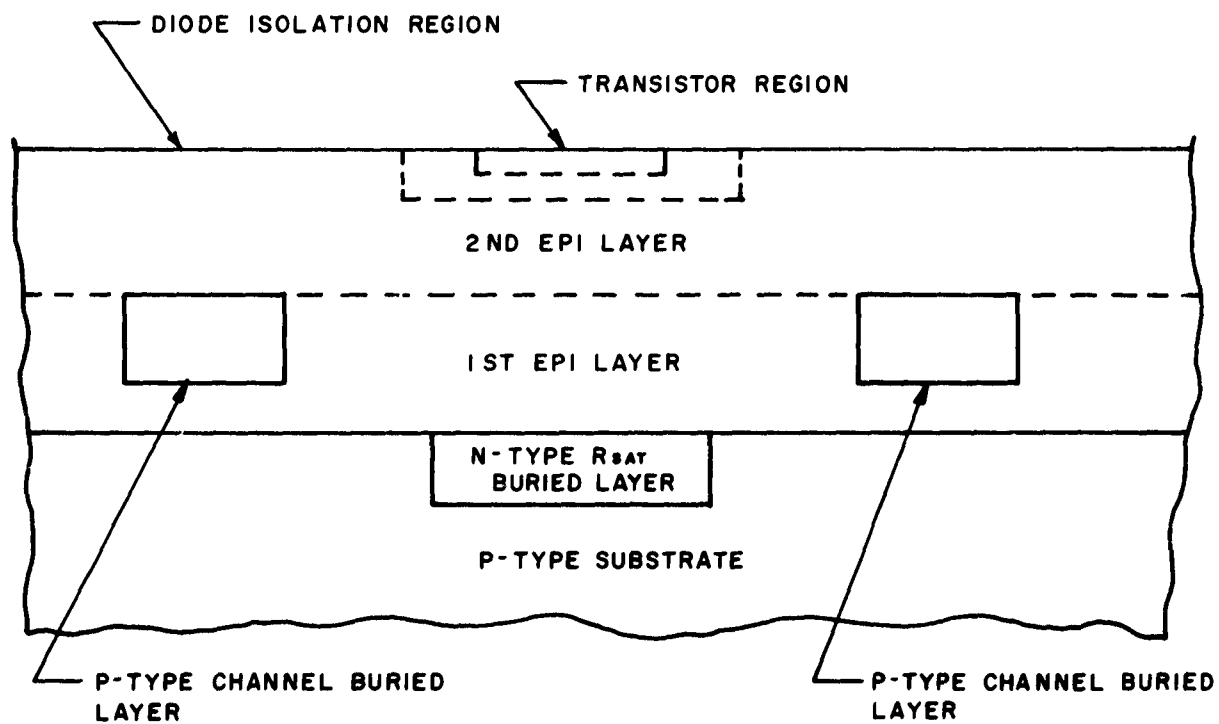 DIODE ISOLATION REGION
TRANSISTOR REGION
2ND EPI LAYER
1ST EPI LAYER
N-TYPE RSAT
BURIED LAYER
P-TYPE SUBSTRATE
P-TYPE CHANNEL BURIED
LAYER
P-TYPE CHANNEL BURIED
LAYER